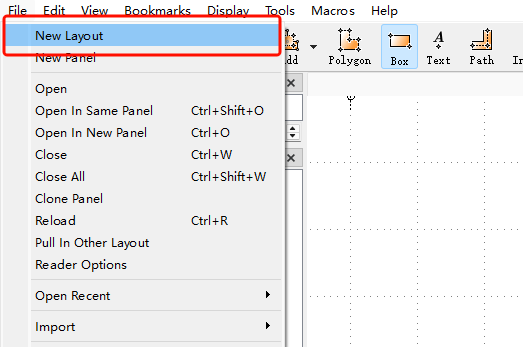 File Edit View Bookmarks Display Tools Macros Help
New Layout
New Panel
Polygon Box Text Path
Open
Open In Same Panel Ctrl+Shift+O
Open In New Panel Ctrl+O
Close Ctrl+W
Close All Ctrl+Shift+W
Clone Panel
Reload Ctrl+R
Pull In Other Layout
Reader Options
Open Recent
Import